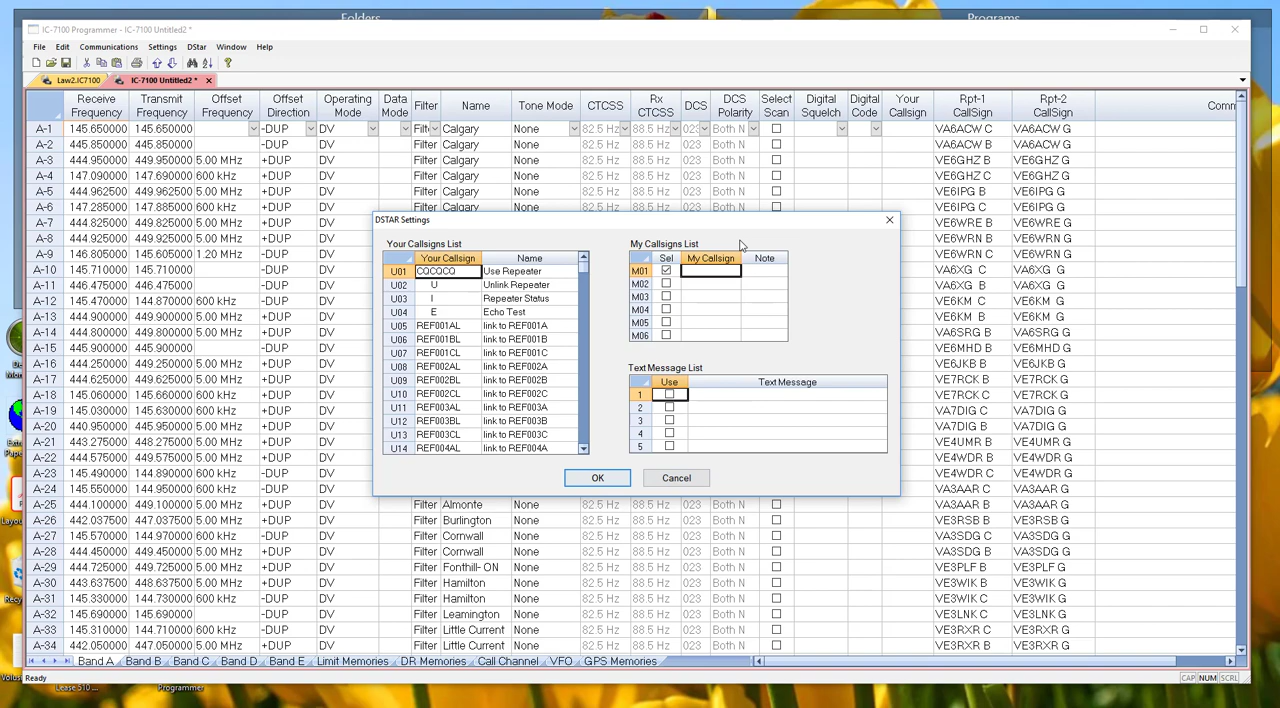 Folders
Programs
IC-7100 Programmer - IC-7100 Untitled2 *
File Edit Communications Settings DStar Window Help
Law2.IC7100 IC-7100 Untitled2 *
Receive Frequency Transmit Frequency Offset Frequency Offset Direction Operating Mode Data Mode Filter Name Tone Mode CTCSS Rx CTCSS DCS DCS Polarity Select Scan Digital Squelch Digital Code Your Callsign Rpt-1 CallSign Rpt-2 CallSign Comm
A-1 145.650000 145.650000 -DUP DV Filt Calgary None 82.5 Hz 88.5 Hz 023 Both N VA6ACW C VA6ACW G
A-2 445.850000 445.850000 -DUP DV Filter Calgary None 82.5 Hz 88.5 Hz 023 Both N VA6ACW B VA6ACW G
A-3 444.950000 449.950000 5.00 MHz +DUP DV Filter Calgary None 82.5 Hz 88.5 Hz 023 Both N VE6GHZ B VE6GHZ G
A-4 147.090000 147.690000 600 kHz +DUP DV Filter Calgary None 82.5 Hz 88.5 Hz 023 Both N VE6GHZ C VE6GHZ G
A-5 444.962500 449.962500 5.00 MHz +DUP DV Filter Calgary None 82.5 Hz 88.5 Hz 023 Both N VE6IPG B VE6IPG G
A-6 147.285000 147.885000 600 kHz +DUP DV Filter Calgary None 82.5 Hz 88.5 Hz 023 Both N VE6IPG C VE6IPG G
A-7 444.825000 449.825000 5.00 MHz +DUP DV VE6WRE B VE6WRE G
A-8 444.925000 449.925000 5.00 MHz +DUP DV VE6WRN B VE6WRN G
A-9 146.805000 145.605000 1.20 MHz -DUP DV VE6WRN C VE6WRN G
A-10 145.710000 145.710000 -DUP DV VA6XG C VA6XG G
A-11 446.475000 446.475000 -DUP DV VA6XG B VA6XG G
A-12 145.470000 144.870000 600 kHz -DUP DV VE6KM C VE6KM G
A-13 444.900000 449.900000 5.00 MHz +DUP DV VE6KM B VE6KM G
A-14 444.800000 449.800000 5.00 MHz +DUP DV VA6SRG B VA6SRG G
A-15 445.900000 445.900000 -DUP DV VE6MHD B VE6MHD G
A-16 444.250000 449.250000 5.00 MHz +DUP DV VE6JKB B VE6JKB G
A-17 444.625000 449.625000 5.00 MHz +DUP DV VE7RCK B VE7RCK G
A-18 145.060000 145.660000 600 kHz +DUP DV VE7RCK C VE7RCK G
A-19 145.030000 145.630000 600 kHz +DUP DV VA7DIG C VA7DIG G
A-20 440.950000 445.950000 5.00 MHz +DUP DV VA7DIG B VA7DIG G
A-21 443.275000 448.275000 5.00 MHz +DUP DV VE4UMR B VE4UMR G
A-22 444.575000 449.575000 5.00 MHz +DUP DV VE4WDR B VE4WDR G
A-23 145.490000 144.890000 600 kHz -DUP DV VE4WDR C VE4WDR G
A-24 145.550000 144.950000 600 kHz -DUP DV VA3AAR C VA3AAR G
A-25 444.100000 449.100000 5.00 MHz +DUP DV Filter Almonte None 82.5 Hz 88.5 Hz 023 Both N VA3AAR B VA3AAR G
A-26 442.037500 447.037500 5.00 MHz +DUP DV Filter Burlington None 82.5 Hz 88.5 Hz 023 Both N VE3RSB B VE3RSB G
A-27 145.570000 144.970000 600 kHz -DUP DV Filter Cornwall None 82.5 Hz 88.5 Hz 023 Both N VA3SDG C VA3SDG G
A-28 444.450000 449.450000 5.00 MHz +DUP DV Filter Cornwall None 82.5 Hz 88.5 Hz 023 Both N VA3SDG B VA3SDG G
A-29 444.725000 449.725000 5.00 MHz +DUP DV Filter Fonthill- ON None 82.5 Hz 88.5 Hz 023 Both N VE3PLF B VE3PLF G
A-30 443.637500 448.637500 5.00 MHz +DUP DV Filter Hamilton None 82.5 Hz 88.5 Hz 023 Both N VE3WIK B VE3WIK G
A-31 145.330000 144.730000 600 kHz -DUP DV Filter Hamilton None 82.5 Hz 88.5 Hz 023 Both N VE3WIK C VE3WIK G
A-32 145.690000 145.690000 -DUP DV Filter Leamington None 82.5 Hz 88.5 Hz 023 Both N VE3LNK C VE3LNK G
A-33 145.310000 144.710000 600 kHz -DUP DV Filter Little Current None 82.5 Hz 88.5 Hz 023 Both N VE3RXR C VE3RXR G
A-34 442.050000 447.050000 5.00 MHz +DUP DV Filter Little Current None 82.5 Hz 88.5 Hz 023 Both N VE3RXR B VE3RXR G
Band A Band B Band C Band D Band E Limit Memories DR Memories Call Channel VFO GPS Memories
Ready CAP NUM SCRL
DSTAR Settings
Your Callsigns List
Your Callsign Name
U01 CQCQCQ Use Repeater
U02 U Unlink Repeater
U03 I Repeater Status
U04 E Echo Test
U05 REF001AL link to REF001A
U06 REF001BL link to REF001B
U07 REF001CL link to REF001C
U08 REF002AL link to REF002A
U09 REF002BL link to REF002B
U10 REF002CL link to REF002C
U11 REF003AL link to REF003A
U12 REF003BL link to REF003B
U13 REF003CL link to REF003C
U14 REF004AL link to REF004A
My Callsigns List
Sel My Callsign Note
M01
M02
M03
M04
M05
M06
Text Message List
Use Text Message
1
2
3
4
5
OK Cancel
Lease 510 ... Programmer